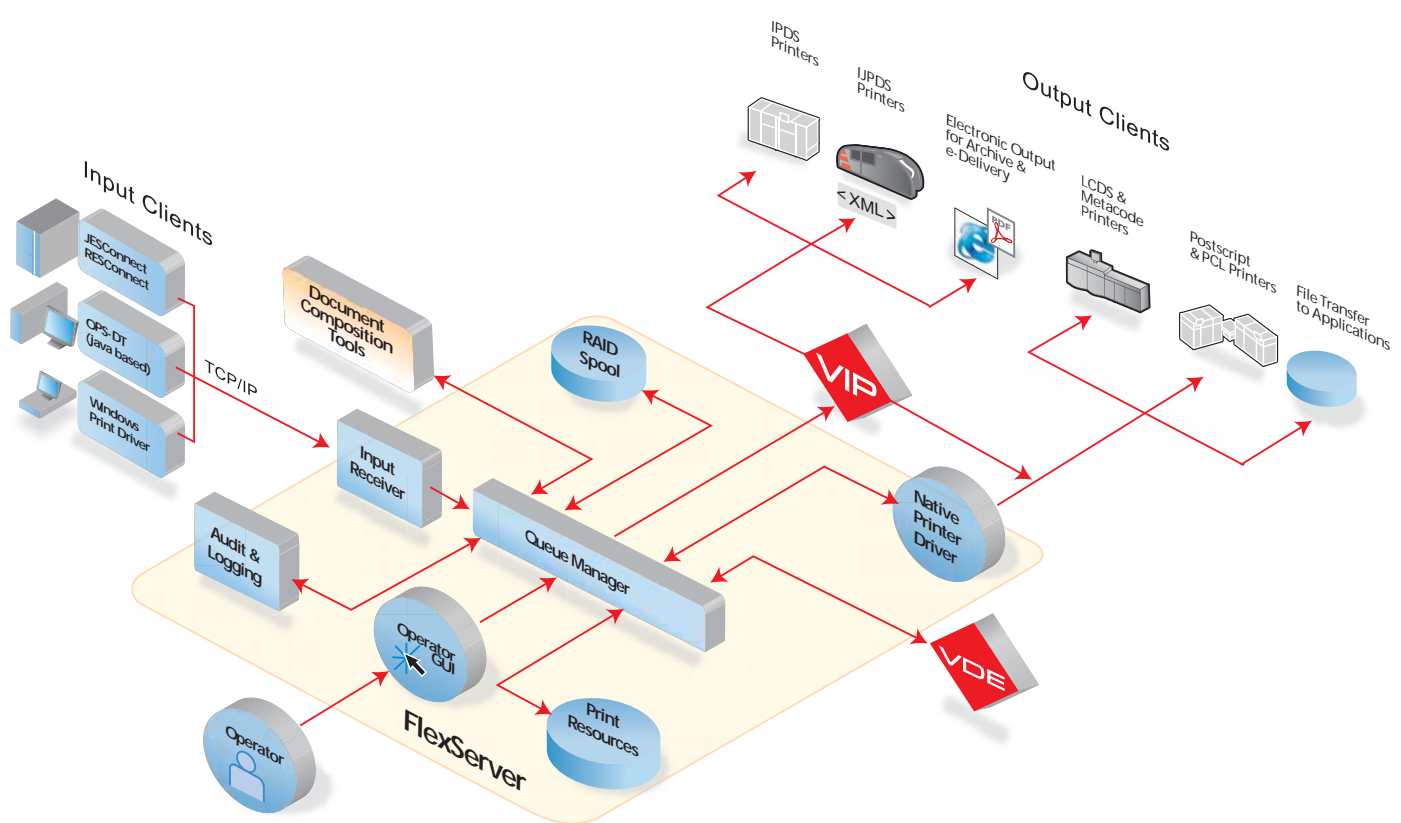 Input Clients
JESConnect
RESConnect
OPS-DT
(java based)
Windows
Print Driver
TCP/IP
Document
Composition
Tools
RAID
Spool
Input
Receiver
Audit &
Logging
Queue Manager
Operator
GUI
Operator
Print
Resources
FlexServer
VIP
Native
Printer
Driver
VDE
Output Clients
IPDS
Printers
IJPDS
Printers
<XML>
Electronic Output
for Archive &
e-Delivery
PDF
LCDS &
Metacode
Printers
Postscript
& PCL Printers
File Transfer
to Applications